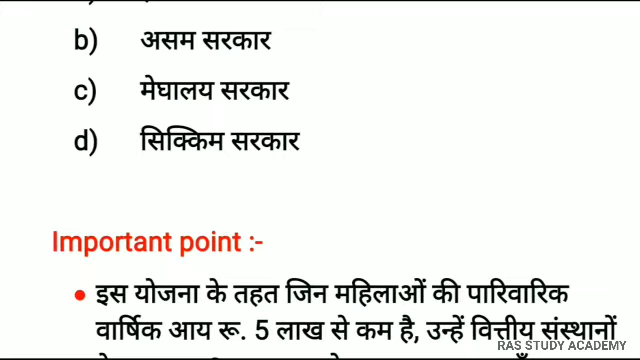 b) असम सरकार
c) मेघालय सरकार
d) सिक्किम सरकार
Important point :-
• इस योजना के तहत जिन महिलाओं की पारिवारिक
वार्षिक आय रू. 5 लाख से कम है, उन्हें वित्तीय संस्थानों
RAS STUDY ACADEMY